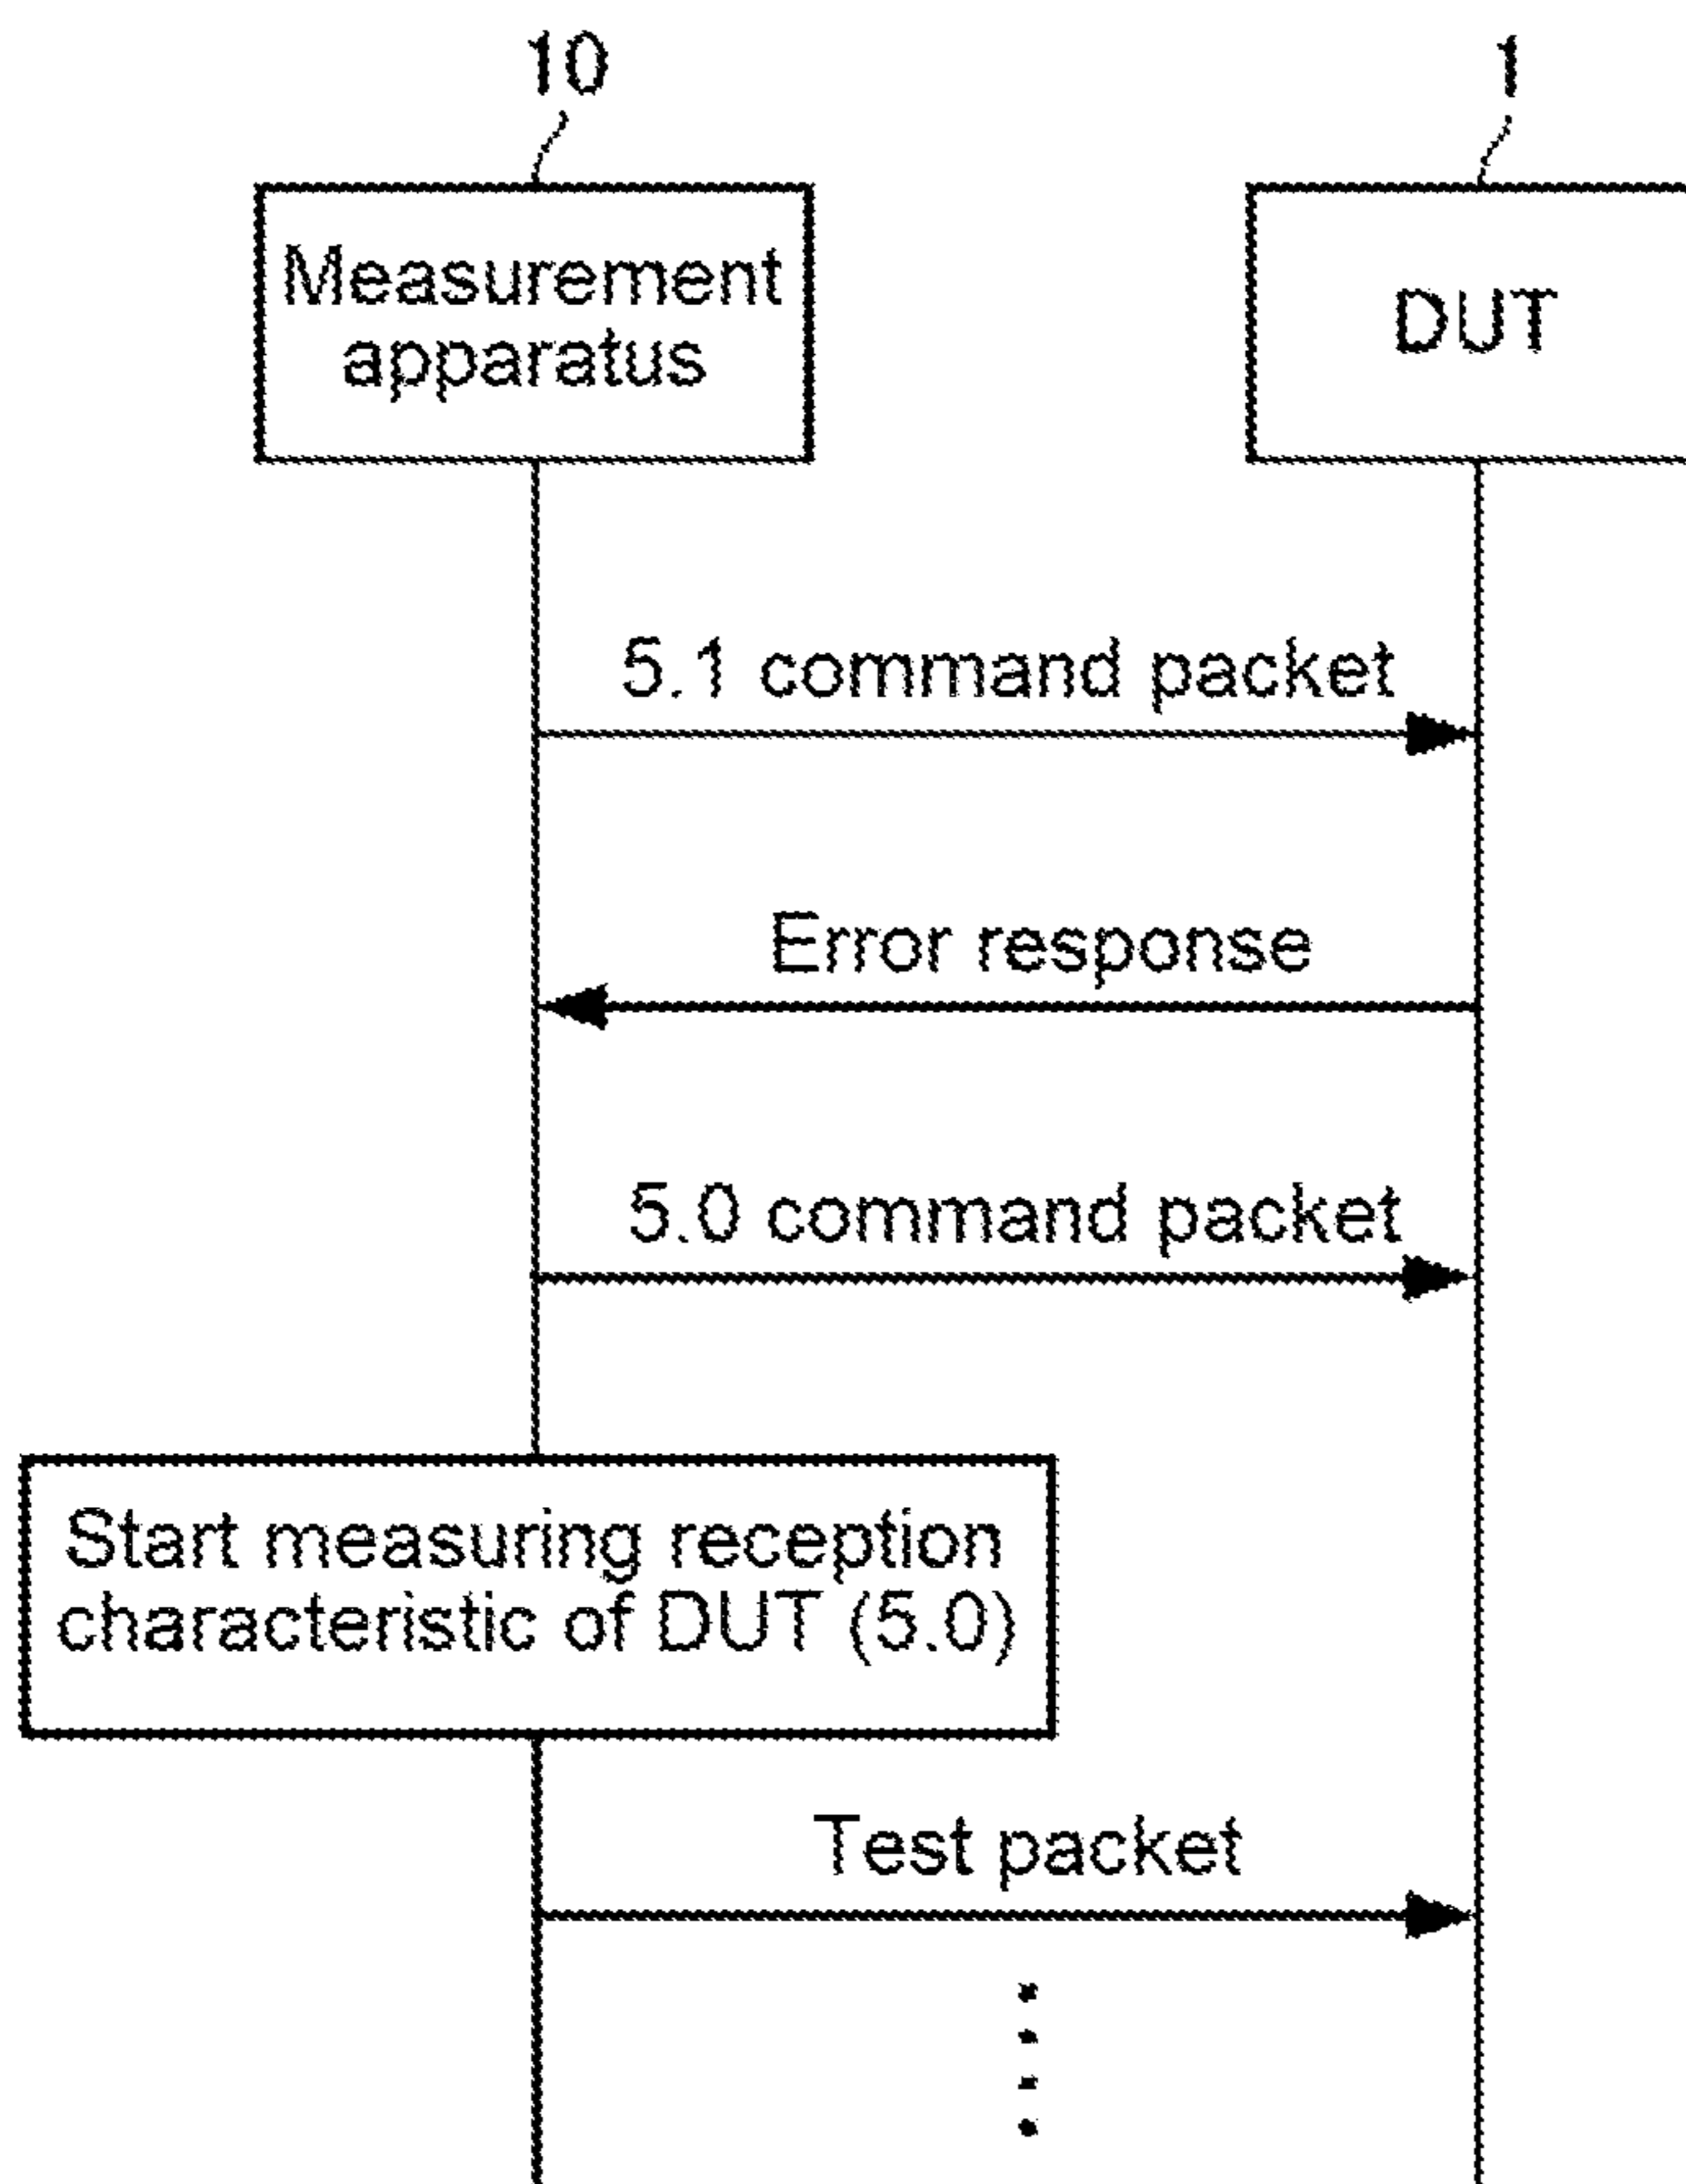 10
1
Measurement
apparatus
DUT
5.1 command packet
Error response
5.0 command packet
Start measuring reception
characteristic of DUT (5.0)
Test packet